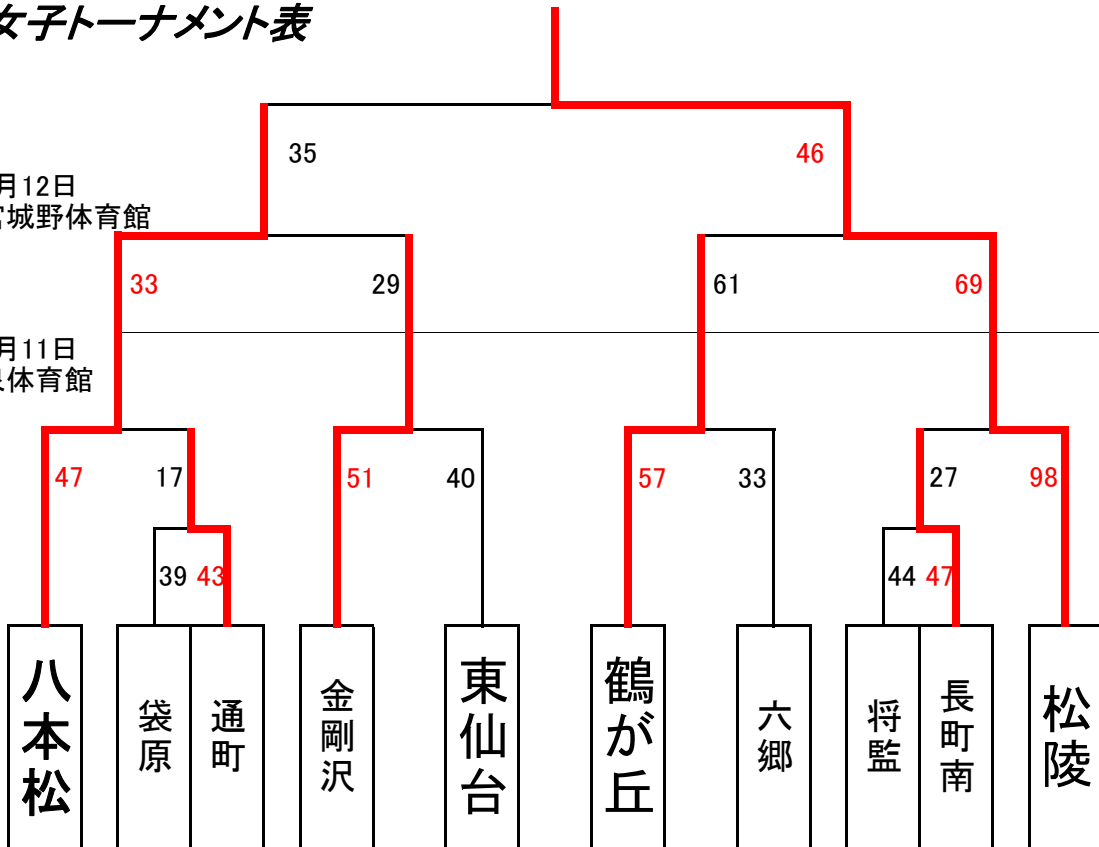 女子トーナメント表
35
46
月12日
宮城野体育館
33
29
61
69
月11日
泉体育館
47
17
51
40
57
33
27
98
39
43
44
47
八本松
袋原
通町
金剛沢
東仙台
鶴が丘
六郷
将監
長町南
松陵